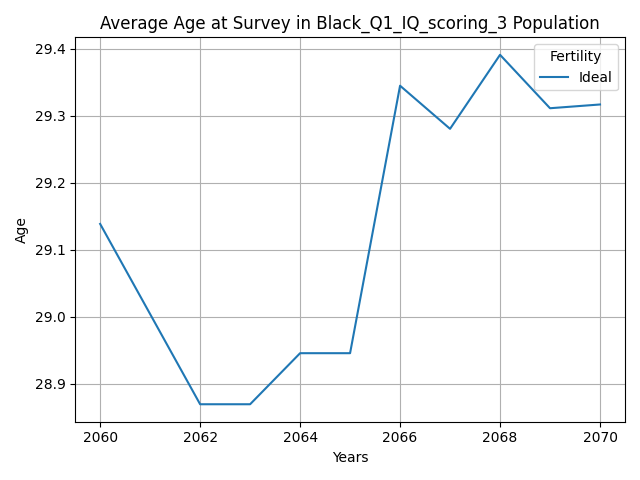 Average Age at Survey in Black_Q1_IQ_scoring_3 Population
Fertility
Ideal
29.4
29.3
29.2
29.1
29.0
28.9
Age
2060
2062
2064
2066
2068
2070
Years